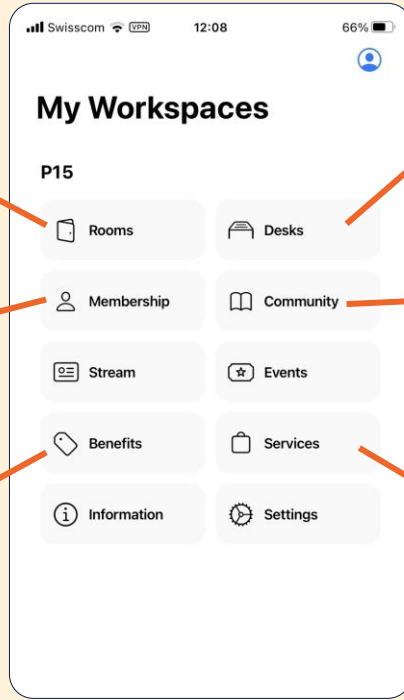 Swisscom VPN 12:08 66%
My Workspaces
P15
Rooms Desks
Membership Community
Stream Events
Benefits Services
Information Settings